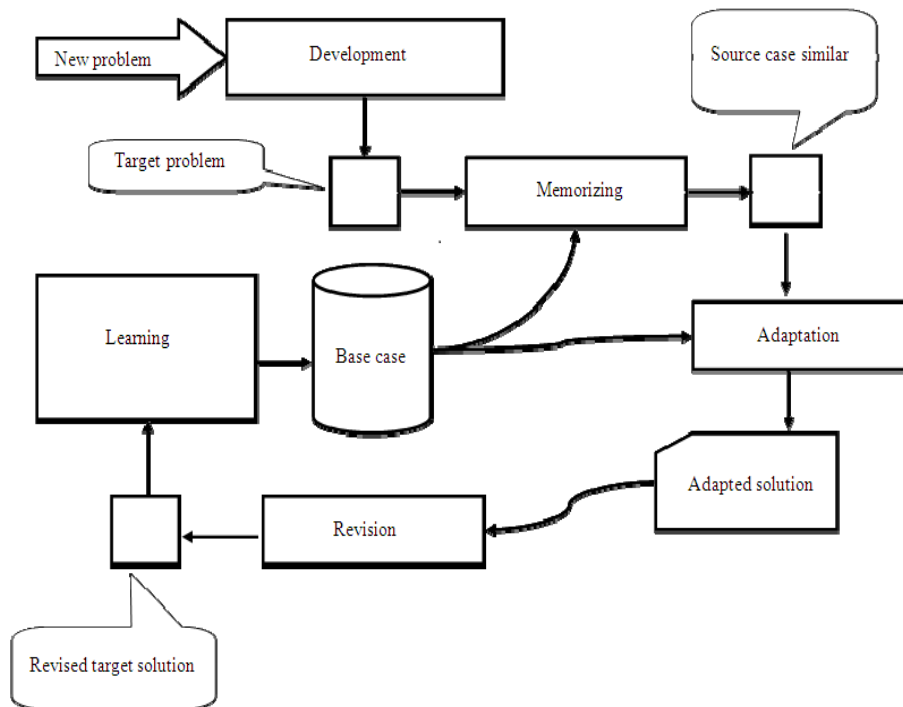 New problem
Development
Source case similar
Target problem
Memorizing
Learning
Base case
Adaptation
Adapted solution
Revision
Revised target solution